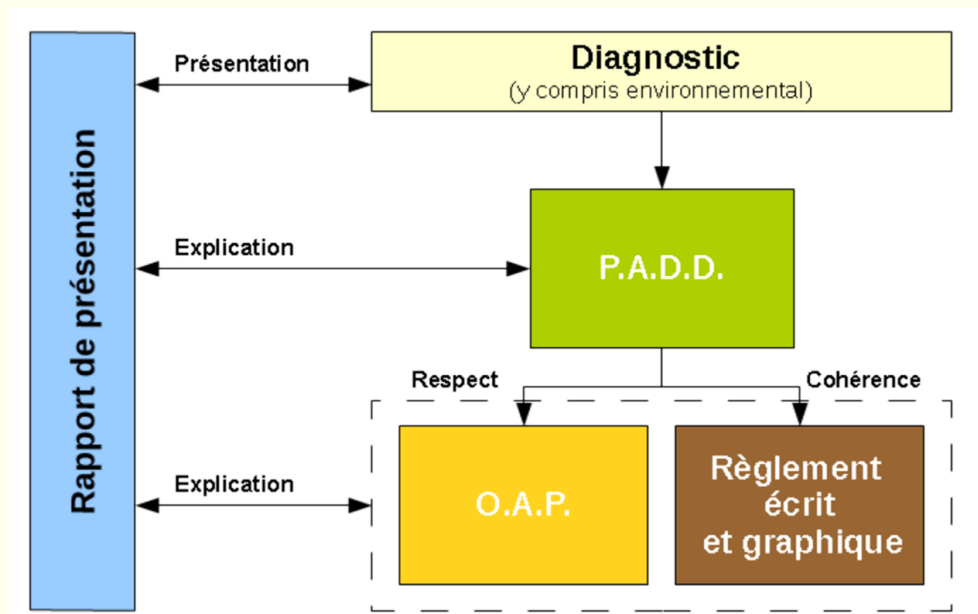 Rapport de présentation
Présentation
Diagnostic
(y compris environnemental)
Explication
P.A.D.D.
Respect
Cohérence
Explication
O.A.P.
Règlement
écrit
et graphique